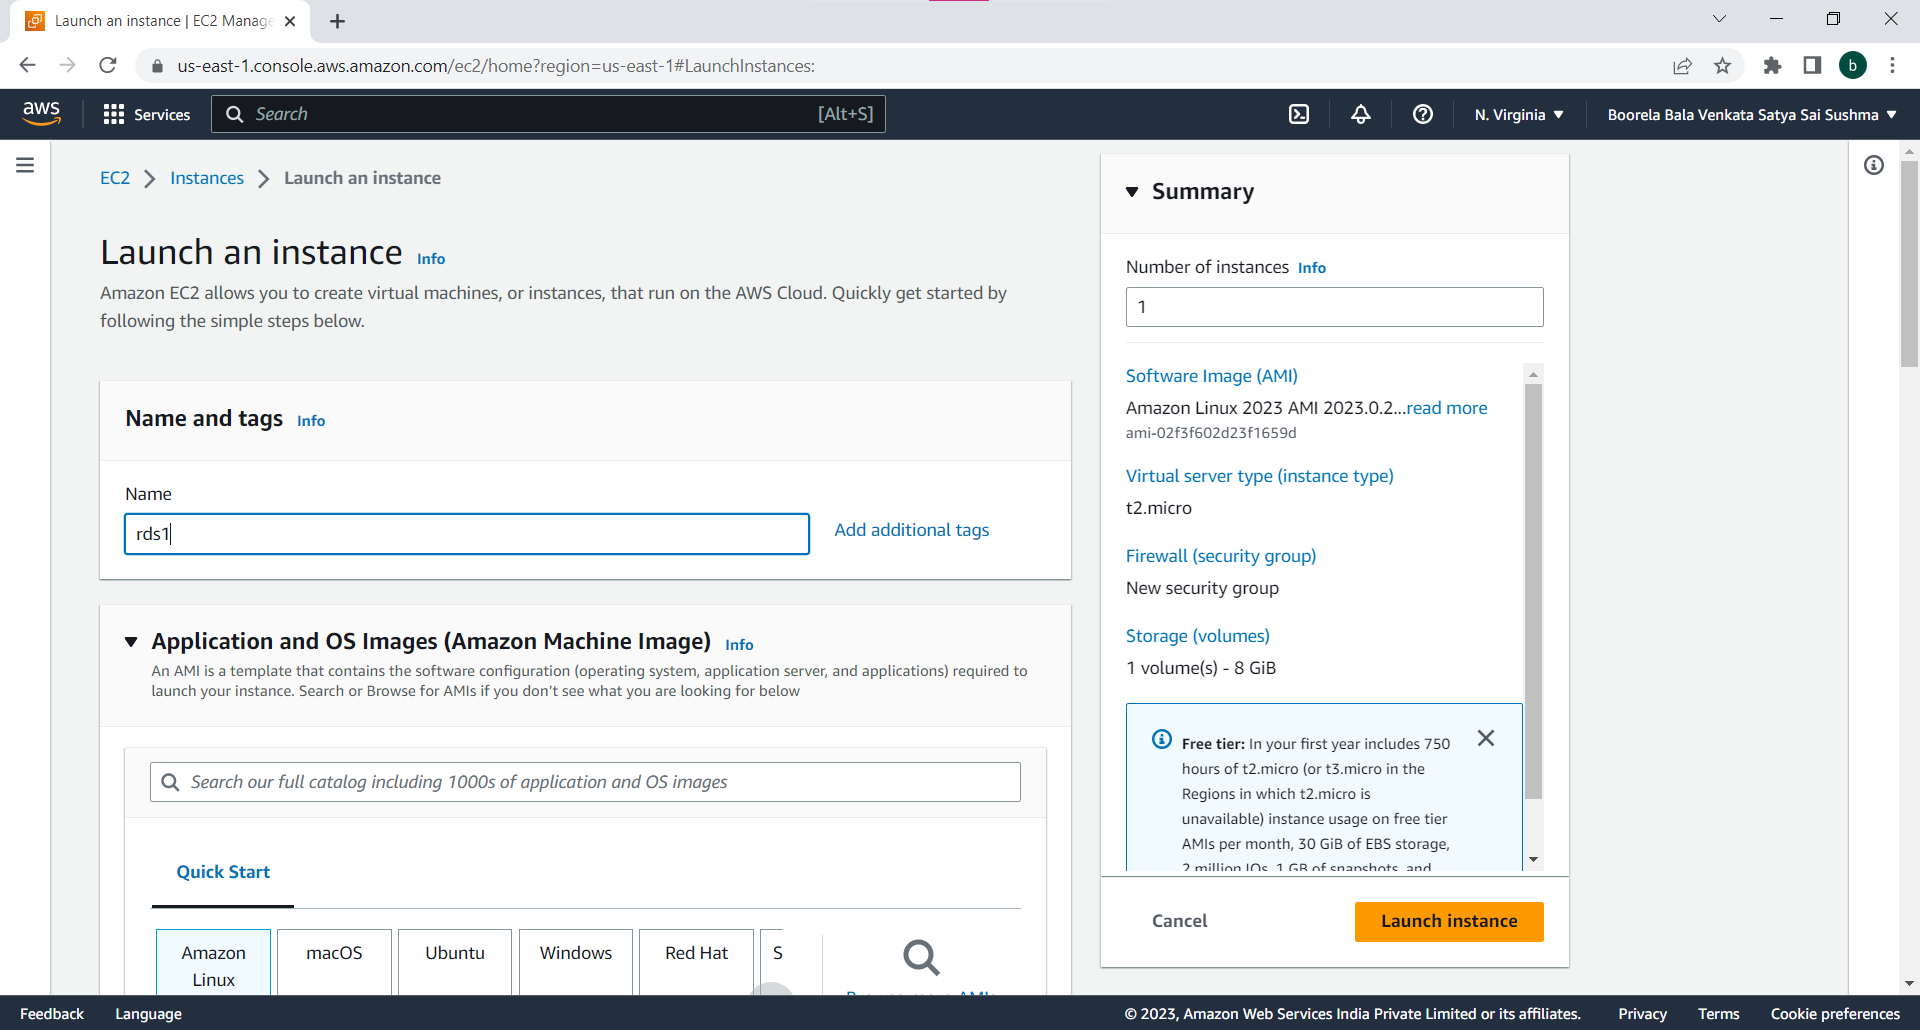 Launch an instance | EC2 Manage
us-east-1.console.aws.amazon.com/ec2/home?region=us-east-1#LaunchInstances:
b
aws
Services
Search
[Alt+S]
N. Virginia
Boorela Bala Venkata Satya Sai Sushma
EC2
Instances
Launch an instance
Launch an instance Info
Amazon EC2 allows you to create virtual machines, or instances, that run on the AWS Cloud. Quickly get started by
following the simple steps below.
Name and tags Info
Name
rds1
Add additional tags
Application and OS Images (Amazon Machine Image) Info
An AMI is a template that contains the software configuration (operating system, application server, and applications) required to
launch your instance. Search or Browse for AMIs if you don't see what you are looking for below
Search our full catalog including 1000s of application and OS images
Quick Start
Amazon
Linux
macOS
Ubuntu
Windows
Red Hat
S
Summary
Number of instances Info
1
Software Image (AMI)
Amazon Linux 2023 AMI 2023.0.2...read more
ami-02f3f602d23f1659d
Virtual server type (instance type)
t2.micro
Firewall (security group)
New security group
Storage (volumes)
1 volume(s) - 8 GiB
Free tier: In your first year includes 750
hours of t2.micro (or t3.micro in the
Regions in which t2.micro is
unavailable) instance usage on free tier
AMIs per month, 30 GiB of EBS storage,
2 million IOs, 1 GB of snapshots, and
Cancel
Launch instance
Feedback
Language
© 2023, Amazon Web Services India Private Limited or its affiliates.
Privacy
Terms
Cookie preferences